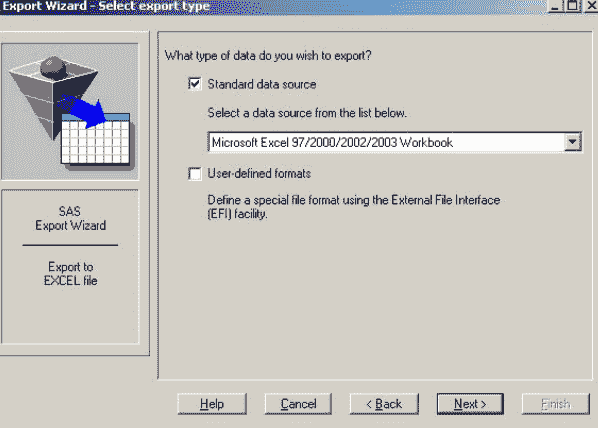 Export Wizard - Select export type
What type of data do you wish to export?
Standard data source
Select a data source from the list below.
Microsoft Excel 97/2000/2002/2003 Workbook
User-defined formats
Define a special file format using the External File Interface
(EFI) facility.
SAS
Export Wizard
Export to
EXCEL file
Help
Cancel
< Back
Next >
Finish